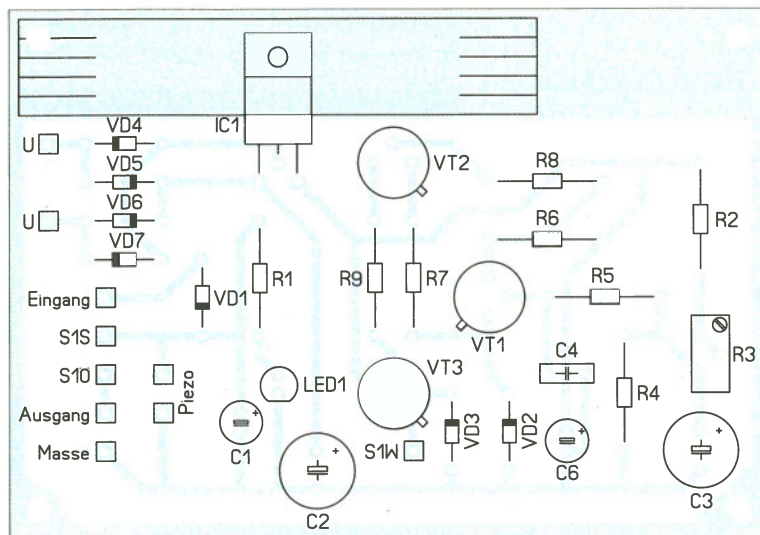 VD4
IC1
U
VT2
VD5
R8
VD6
R2
U
R6
VD7
R1
R9
R7
R5
Eingang
VD1
VT1
S1S
C4
R3
VT3
S1O
Piezo
LED1
R4
Ausgang
VD3
VD2
Masse
C1
S1W
C6
C2
C3